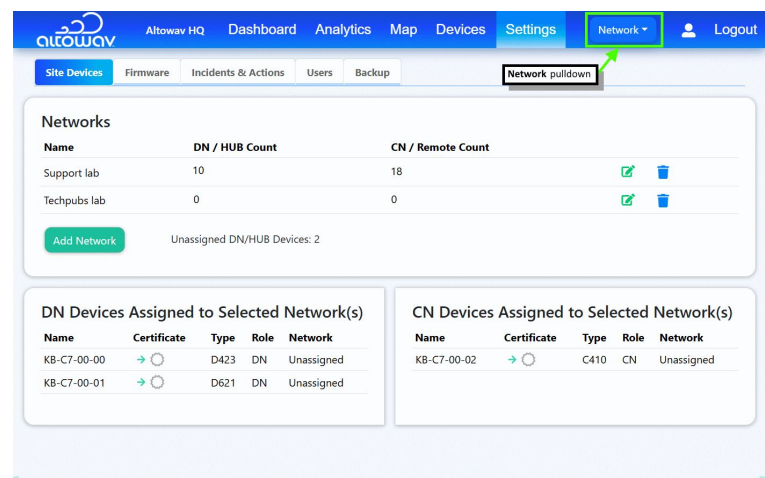 altowav Altowav HQ Dashboard Analytics Map Devices Settings Network Logout
Site Devices Firmware Incidents & Actions Users Backup
Network pulldown
Networks
Name DN / HUB Count CN / Remote Count
Support lab 10 18
Techpubs lab 0 0
Add Network Unassigned DN/HUB Devices: 2
DN Devices Assigned to Selected Network(s)
Name Certificate Type Role Network
KB-C7-00-00 D423 DN Unassigned
KB-C7-00-01 D621 DN Unassigned
CN Devices Assigned to Selected Network(s)
Name Certificate Type Role Network
KB-C7-00-02 C410 CN Unassigned